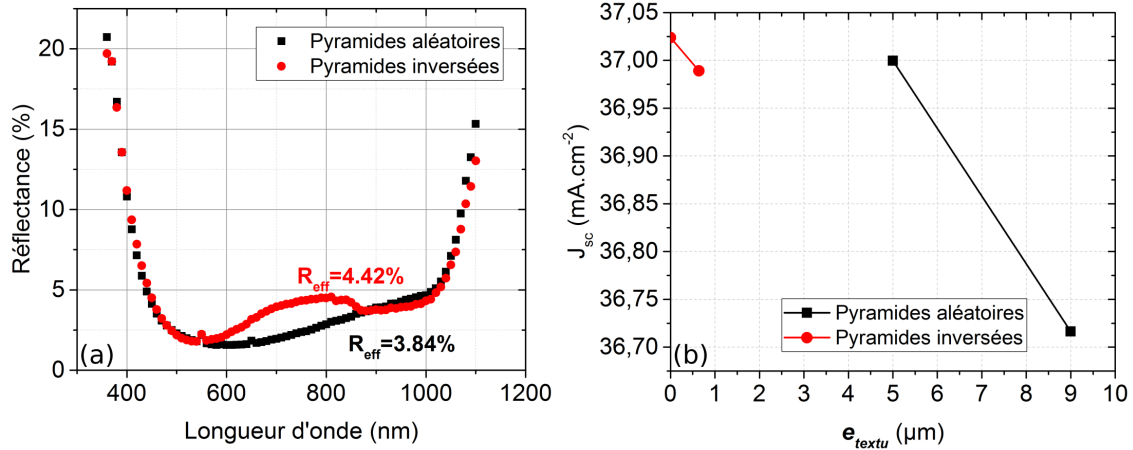 20
15
10
5
0
Réflectance (%)
Pyramides aléatoires
Pyramides inversées
R_eff=4.42%
R_eff=3.84%
(a)
400 600 800 1000 1200
Longueur d'onde (nm)
37,05
37,00
36,95
36,90
36,85
36,80
36,75
36,70
J_sc (mA.cm⁻²)
Pyramides aléatoires
Pyramides inversées
(b)
0 1 2 3 4 5 6 7 8 9 10
e_textu (µm)